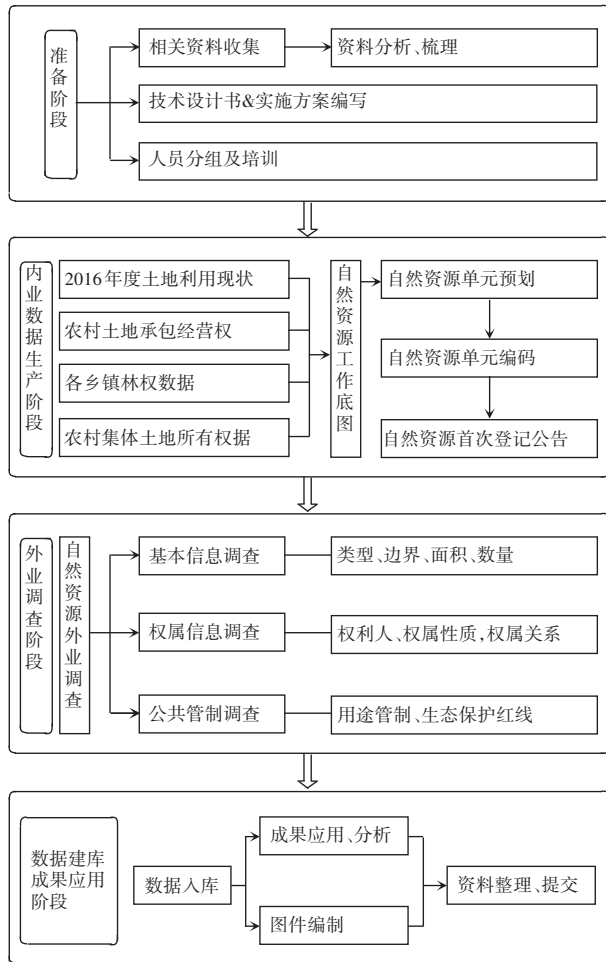 准备阶段
相关资料收集
资料分析、梳理
技术设计书&实施方案编写
人员分组及培训
内业数据生产阶段
2016年度土地利用现状
农村土地承包经营权
各乡镇林权数据
农村集体土地所有权据
自然资源工作底图
自然资源单元预划
自然资源单元编码
自然资源首次登记公告
外业调查阶段
自然资源外业调查
基本信息调查
类型、边界、面积、数量
权属信息调查
权利人、权属性质,权属关系
公共管制调查
用途管制、生态保护红线
数据建库
成果应用
阶段
数据入库
成果应用、分析
图件编制
资料整理、提交